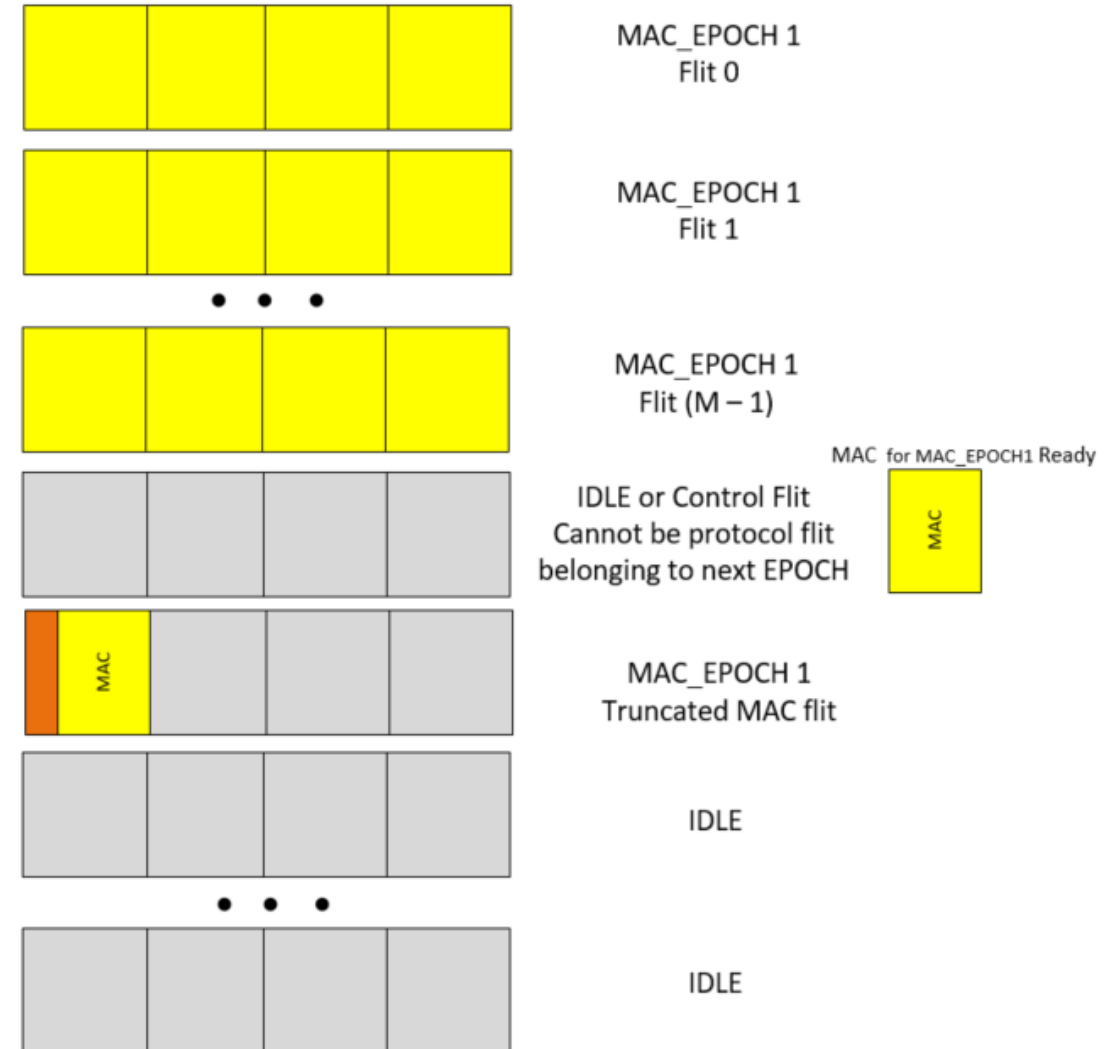 MAC_EPOCH 1
Flit 0
MAC_EPOCH 1
Flit 1
MAC_EPOCH 1
Flit (M – 1)
MAC for MAC_EPOCH1 Ready
IDLE or Control Flit
Cannot be protocol flit
belonging to next EPOCH
MAC
MAC
MAC_EPOCH 1
Truncated MAC flit
IDLE
IDLE